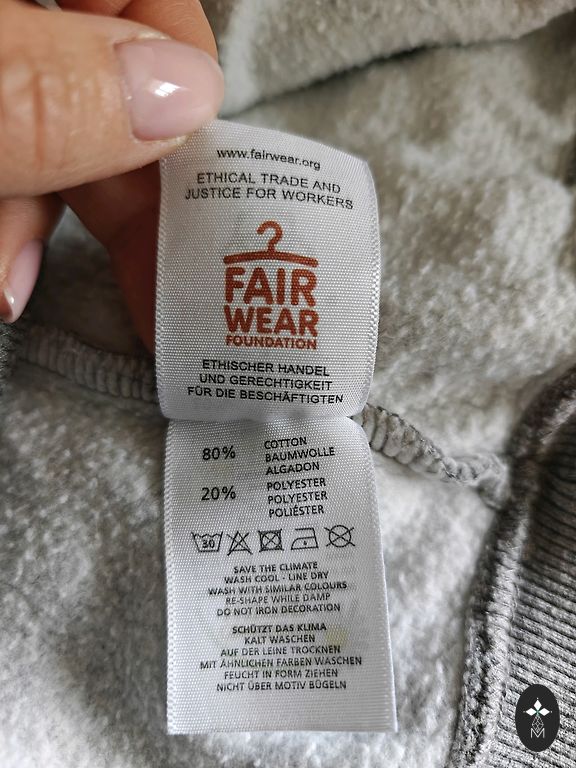 www.fairwear.org
ETHICAL TRADE AND
JUSTICE FOR WORKERS
FAIR
WEAR
FOUNDATION
ETHISCHER HANDEL
UND GERECHTIGKEIT
FÜR DIE BESCHÄFTIGTEN
80% COTTON
BAUMWOLLE
ALGADON
20% POLYESTER
POLYESTER
POLIÉSTER
30
SAVE THE CLIMATE
WASH COOL - LINE DRY
WASH WITH SIMILAR COLOURS
RE-SHAPE WHILE DAMP
DO NOT IRON DECORATION
SCHÜTZT DAS KLIMA
KALT WASCHEN
AUF DER LEINE TROCKNEN
MIT ÄHNLICHEN FARBEN WASCHEN
FEUCHT IN FORM ZIEHEN
NICHT ÜBER MOTIV BÜGELN